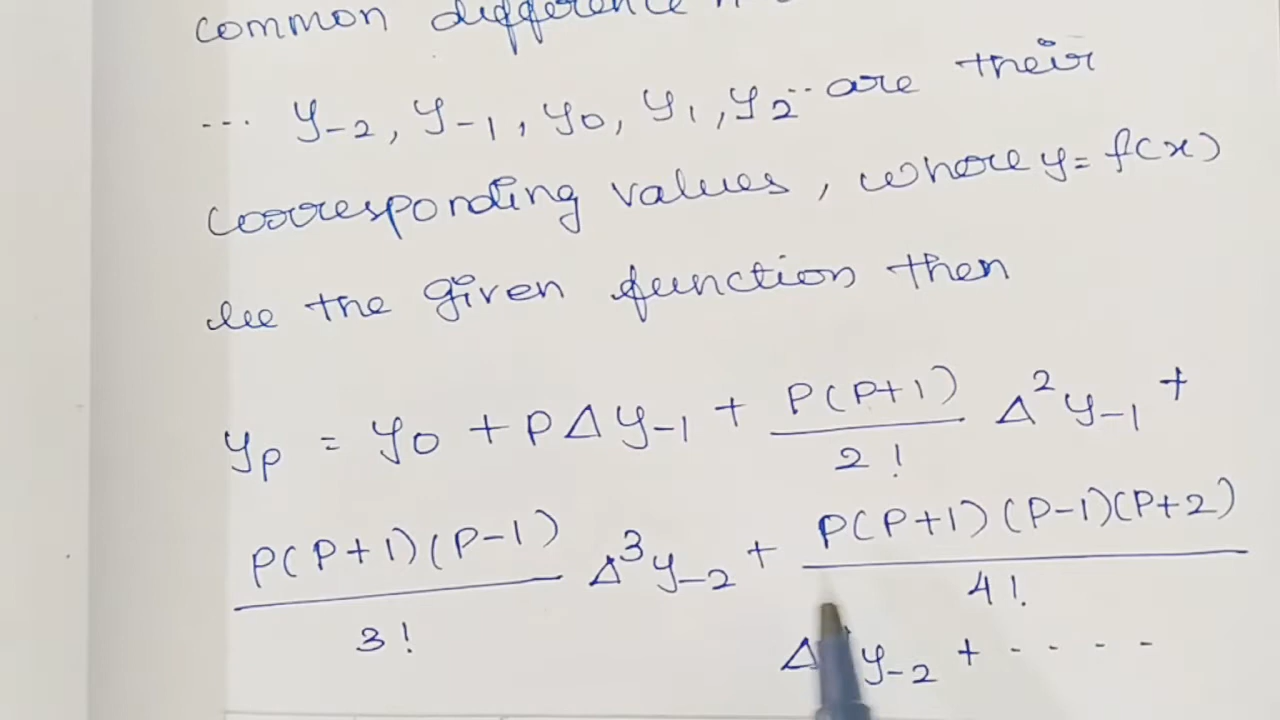 common difference
... y₋₂, y₋₁, y₀, y₁, y₂ .. are their
corresponding values, where y = f(x)
be the given function then
yₚ = y₀ + PΔy₋₁ + P(P+1)/2! Δ²y₋₁ +
P(P+1)(P-1)/3! Δ³y₋₂ + P(P+1)(P-1)(P+2)/4!
Δ y₋₂ + - - - -